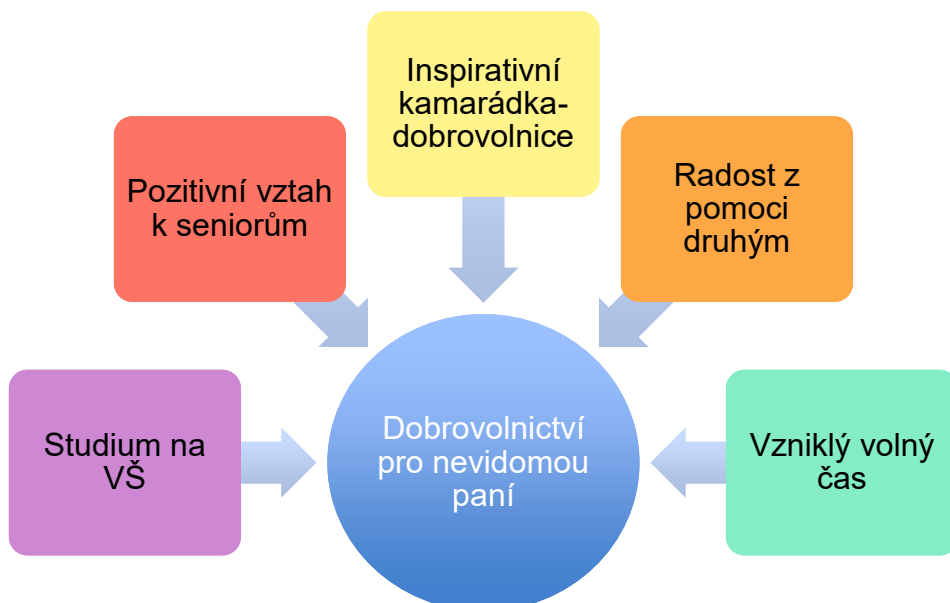 Inspirativní
kamarádka-
dobrovolnice
Pozitivní vztah
k seniorům
Radost z
pomoci
druhým
Studium na
VŠ
Dobrovolnictví
pro nevidomou
paní
Vzniklý volný
čas